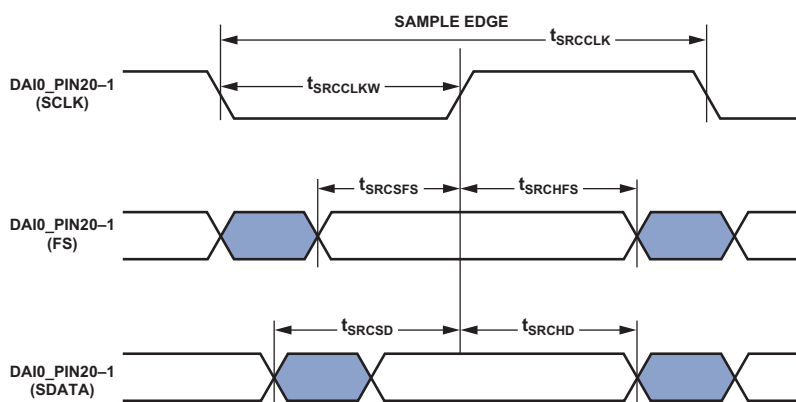 SAMPLE EDGE
tSRCCLK
DAI0_PIN20–1
(SCLK)
tSRCCLKW
tSRCSFS
tSRCHFS
DAI0_PIN20–1
(FS)
tSRCSD
tSRCHD
DAI0_PIN20–1
(SDATA)